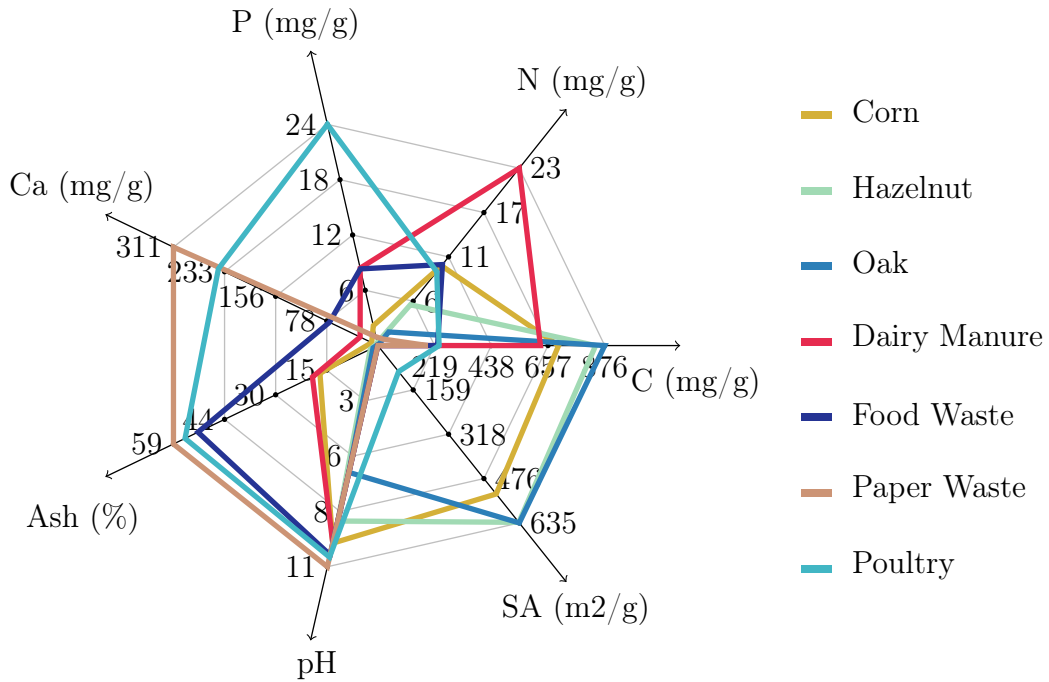 P (mg/g)
N (mg/g)
Corn
24
23
Ca (mg/g)
18
17
Hazelnut
12
311
11
233
Oak
156
6
6
78
Dairy Manure
219
438
657
876
C (mg/g)
15
159
30
3
Food Waste
44
318
59
6
476
Paper Waste
Ash (%)
8
635
11
Poultry
SA (m2/g)
pH